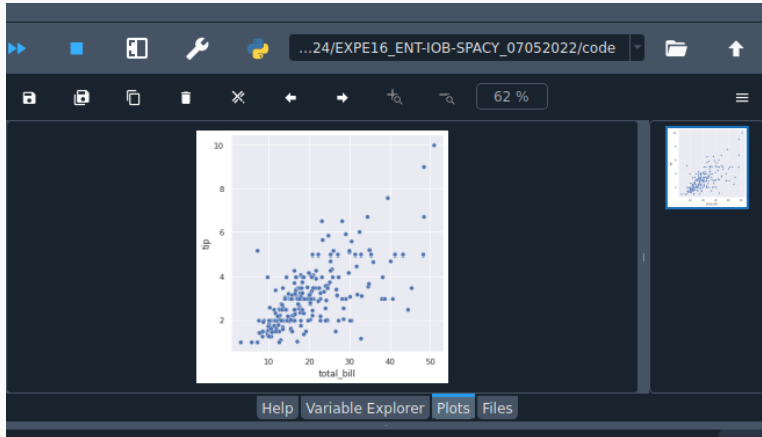 ...24/EXPE16_ENT-IOB-SPACY_07052022/code
62 %
10
8
6
4
2
tip
10 20 30 40 50
total_bill
Help Variable Explorer Plots Files